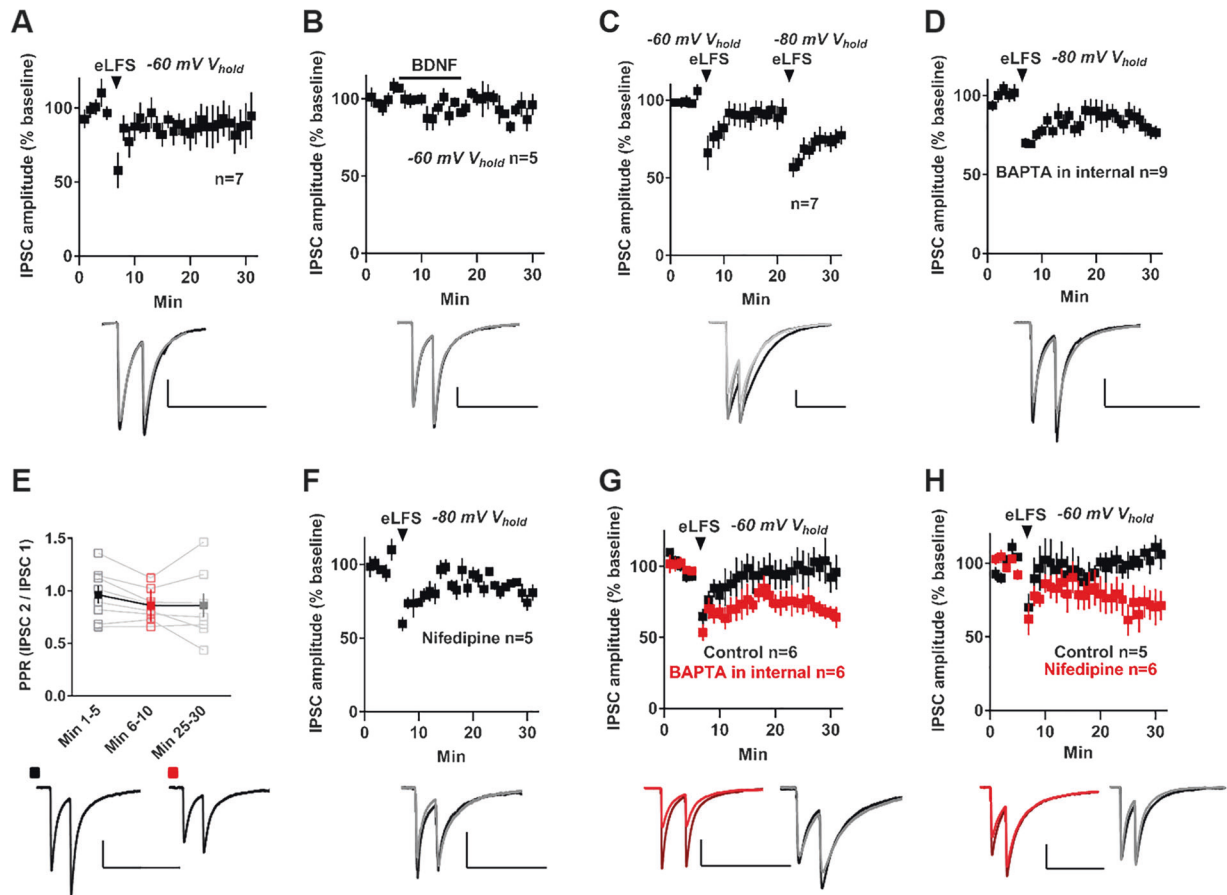 A
eLFS -60 mV Vhold
IPSC amplitude (% baseline)
100
50
0
n=7
0 10 20 30
Min
B
BDNF
IPSC amplitude (% baseline)
100
50
0
-60 mV Vhold n=5
0 10 20 30
Min
C
-60 mV Vhold -80 mV Vhold
eLFS eLFS
IPSC amplitude (% baseline)
100
50
0
n=7
0 10 20 30
Min
D
eLFS -80 mV Vhold
IPSC amplitude (% baseline)
100
50
0
BAPTA in internal n=9
0 10 20 30
Min
E
PPR (IPSC 2 / IPSC 1)
1.5
1.0
0.5
0.0
Min 1-5
Min 6-10
Min 25-30
F
eLFS -80 mV Vhold
IPSC amplitude (% baseline)
100
50
0
Nifedipine n=5
0 10 20 30
Min
G
eLFS -60 mV Vhold
IPSC amplitude (% baseline)
100
50
0
Control n=6
BAPTA in internal n=6
0 10 20 30
Min
H
eLFS -60 mV Vhold
IPSC amplitude (% baseline)
100
50
0
Control n=5
Nifedipine n=6
0 10 20 30
Min